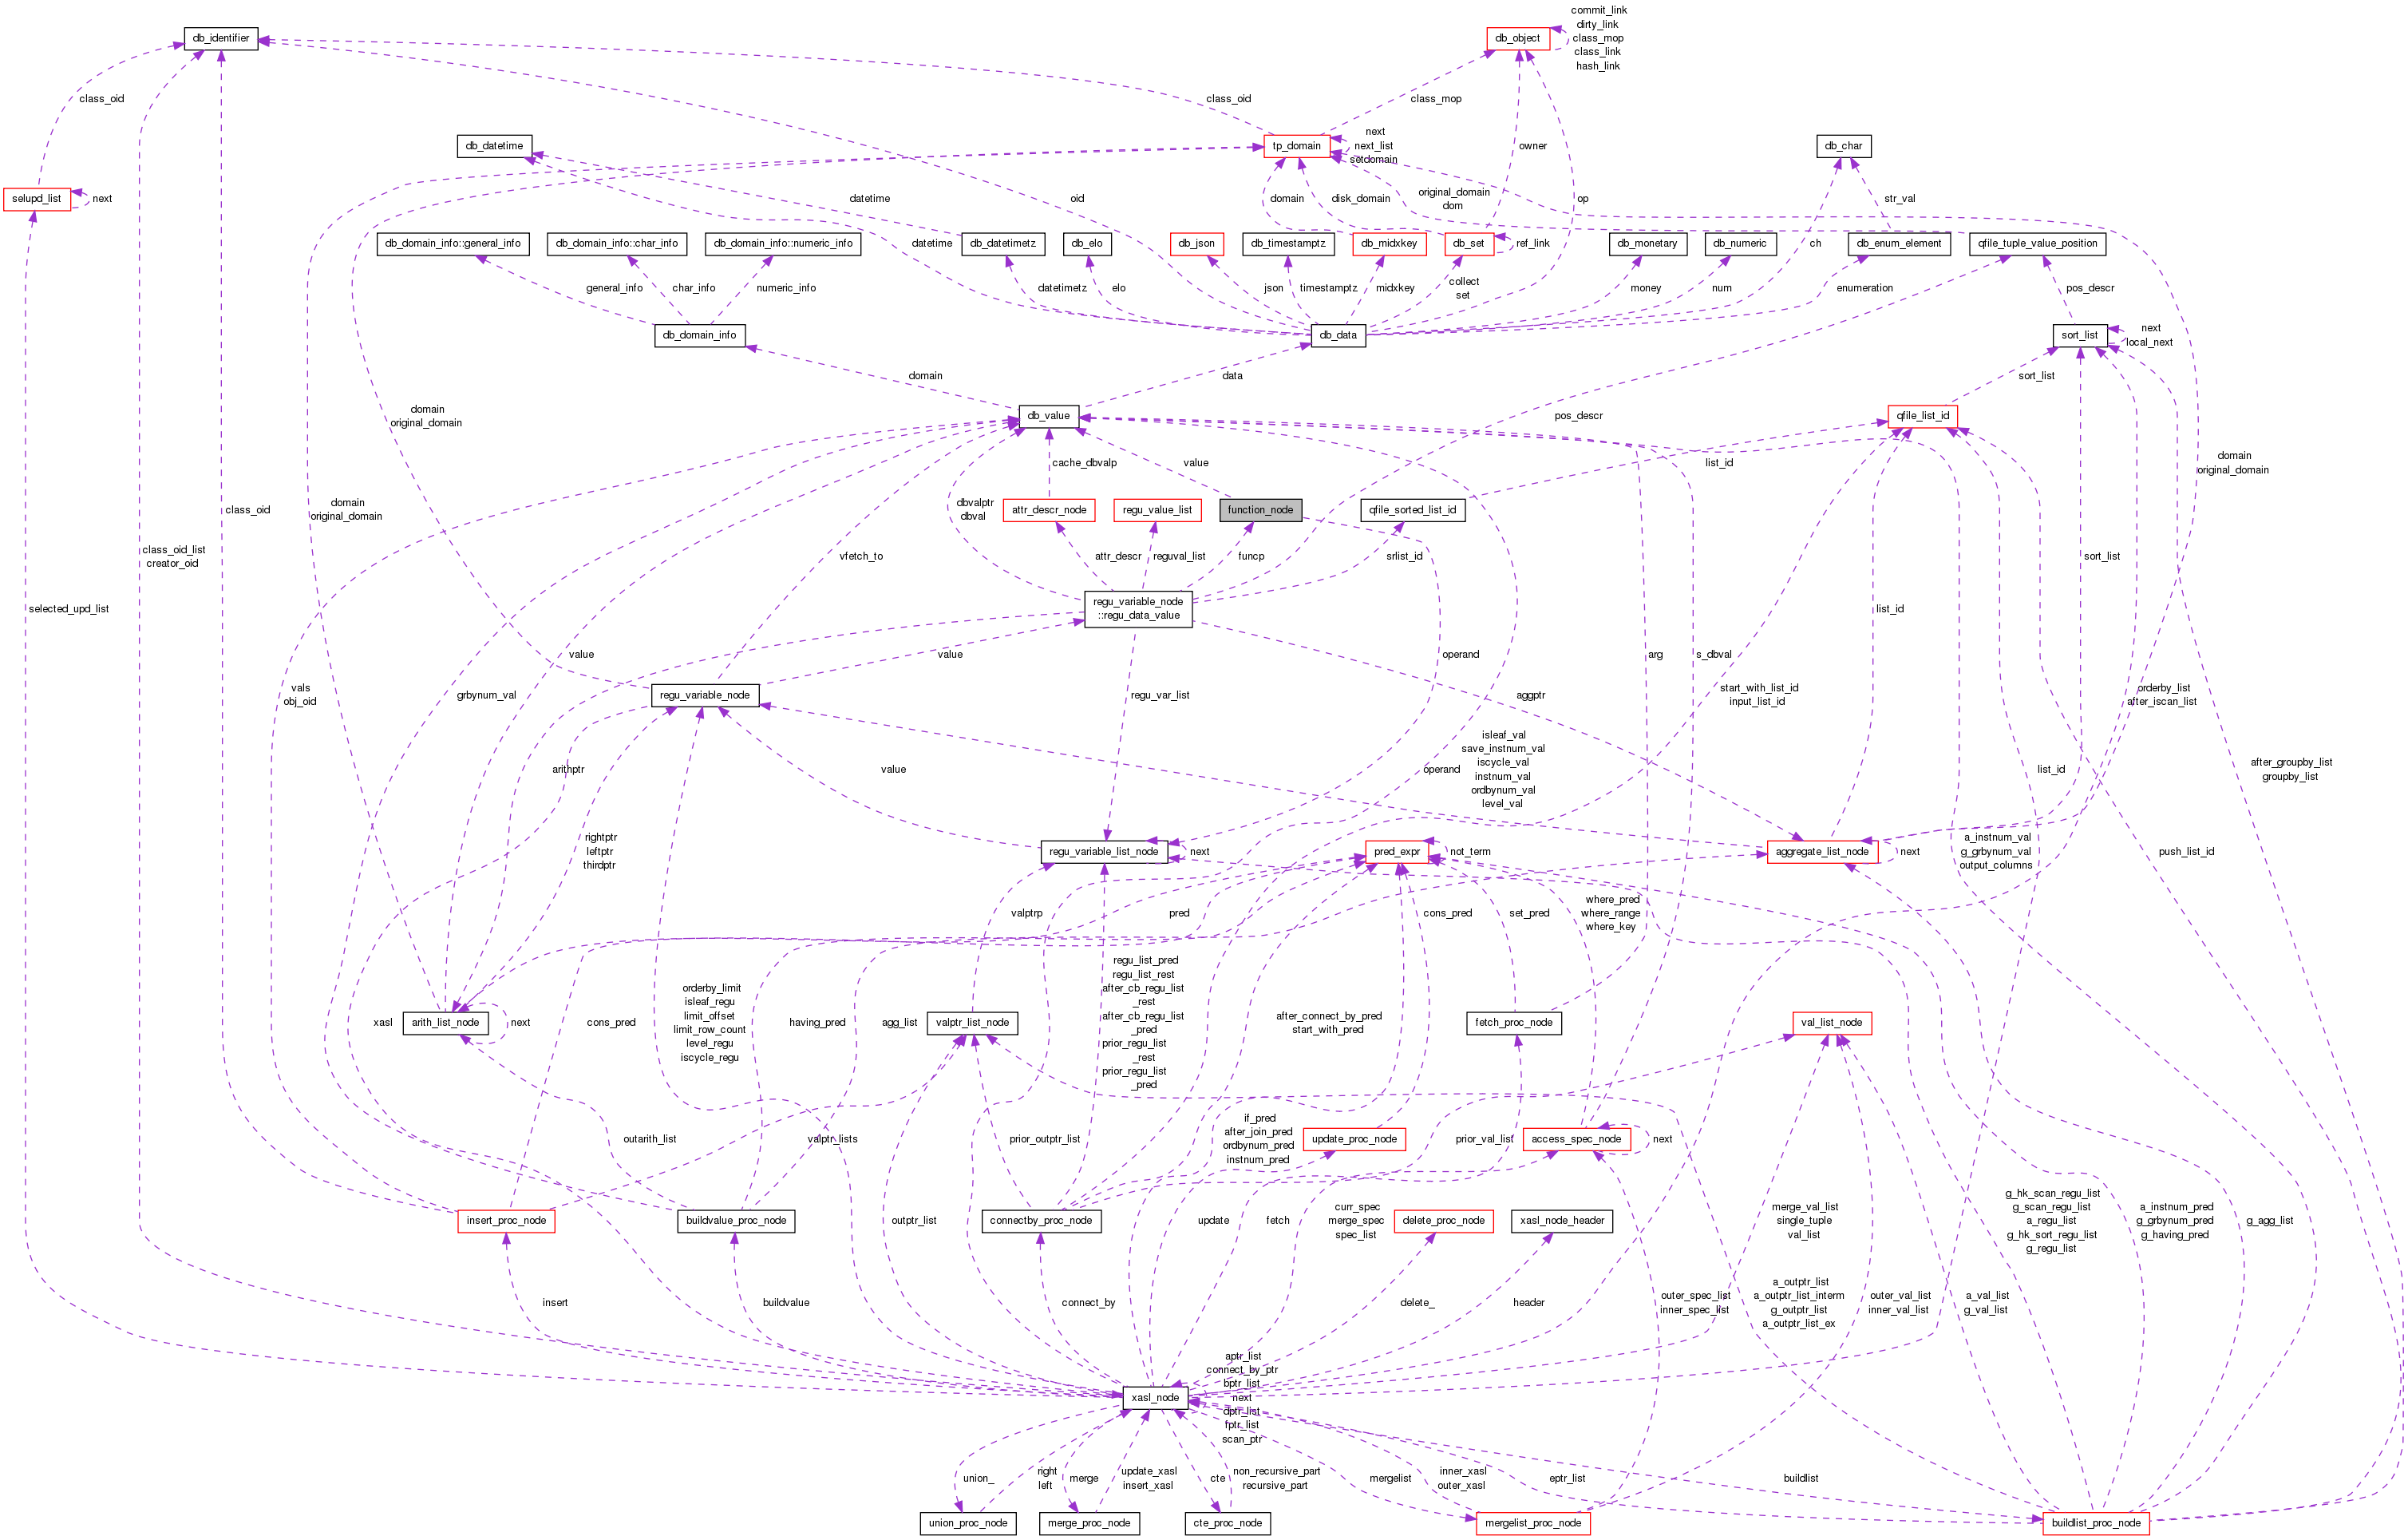 commit_link
dirty_link
class_mop
class_link
hash_link
db_identifier
db_object
class_oid
class_oid
class_mop
next
next_list
setdomain
db_datetime
tp_domain
owner
db_char
selupd_list
next
datetime
oid
domain
disk_domain
original_domain
dom
op
str_val
db_domain_info::general_info
db_domain_info::char_info
db_domain_info::numeric_info
datetime
db_datetimetz
db_elo
db_json
db_timestamptz
db_midxkey
db_set
ref_link
db_monetary
db_numeric
ch
db_enum_element
qfile_tuple_value_position
general_info
char_info
numeric_info
datetimetz
elo
json
timestamptz
midxkey
collect
set
money
num
enumeration
pos_descr
db_domain_info
db_data
sort_list
next
local_next
domain
data
sort_list
domain
original_domain
db_value
pos_descr
qfile_list_id
cache_dbvalp
value
list_id
domain
original_domain
class_oid
domain
original_domain
dbvalptr
dbval
attr_descr_node
regu_value_list
function_node
qfile_sorted_list_id
class_oid_list
creator_oid
vfetch_to
attr_descr
reguval_list
funcp
srlist_id
sort_list
selected_upd_list
regu_variable_node
::regu_data_value
list_id
value
value
operand
arg
s_dbval
vals
obj_oid
grbynum_val
regu_variable_node
regu_var_list
aggptr
start_with_list_id
input_list_id
orderby_list
after_iscan_list
arithptr
value
operand
isleaf_val
save_instnum_val
iscycle_val
instnum_val
ordbynum_val
level_val
list_id
after_groupby_list
groupby_list
rightptr
leftptr
thirdptr
regu_variable_list_node
next
pred_expr
not_term
aggregate_list_node
next
a_instnum_val
g_grbynum_val
output_columns
push_list_id
valptrp
pred
cons_pred
set_pred
where_pred
where_range
where_key
xasl
arith_list_node
next
cons_pred
orderby_limit
isleaf_regu
limit_offset
limit_row_count
level_regu
iscycle_regu
having_pred
agg_list
valptr_list_node
regu_list_pred
regu_list_rest
after_cb_regu_list
_rest
after_cb_regu_list
_pred
prior_regu_list
_rest
prior_regu_list
_pred
after_connect_by_pred
start_with_pred
fetch_proc_node
val_list_node
outarith_list
valptr_lists
prior_outptr_list
if_pred
after_join_pred
ordbynum_pred
instnum_pred
update_proc_node
prior_val_list
access_spec_node
next
insert_proc_node
buildvalue_proc_node
outptr_list
connectby_proc_node
update
fetch
curr_spec
merge_spec
spec_list
delete_proc_node
xasl_node_header
merge_val_list
single_tuple
val_list
g_hk_scan_regu_list
g_scan_regu_list
a_regu_list
g_hk_sort_regu_list
g_regu_list
a_instnum_pred
g_grbynum_pred
g_having_pred
g_agg_list
insert
buildvalue
connect_by
delete_
header
outer_spec_list
inner_spec_list
a_outptr_list
a_outptr_list_interm
g_outptr_list
a_outptr_list_ex
outer_val_list
inner_val_list
a_val_list
g_val_list
xasl_node
aptr_list
connect_by_ptr
bptr_list
next
dptr_list
fptr_list
scan_ptr
union_
right
left
merge
update_xasl
insert_xasl
cte
non_recursive_part
recursive_part
mergelist
inner_xasl
outer_xasl
eptr_list
buildlist
union_proc_node
merge_proc_node
cte_proc_node
mergelist_proc_node
buildlist_proc_node